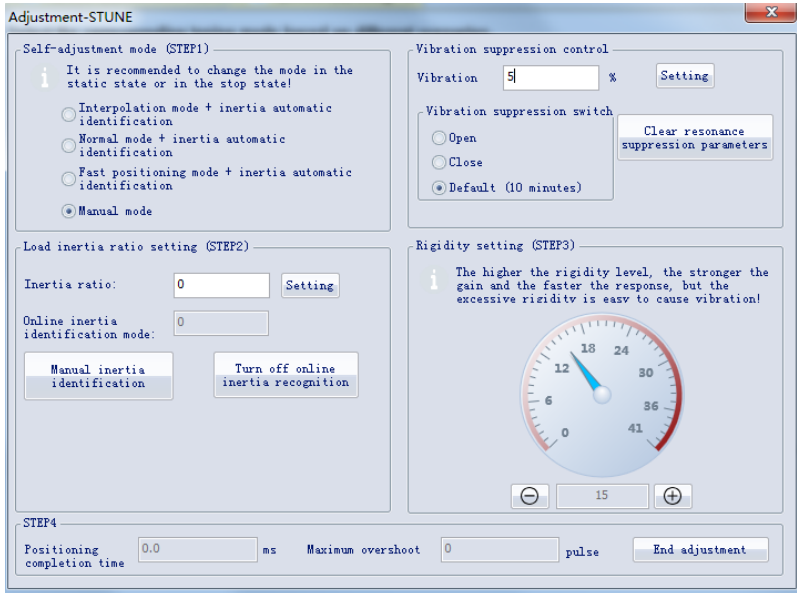 Adjustment-STUNE
Self-adjustment mode (STEP1)
It is recommended to change the mode in the
static state or in the stop state!
Interpolation mode + inertia automatic
identification
Normal mode + inertia automatic
identification
Fast positioning mode + inertia automatic
identification
Manual mode
Vibration suppression control
Vibration 5 % Setting
Vibration suppression switch
Open
Close
Default (10 minutes)
Clear resonance
suppression parameters
Load inertia ratio setting (STEP2)
Inertia ratio: 0 Setting
Online inertia
identification mode: 0
Manual inertia
identification
Turn off online
inertia recognition
Rigidity setting (STEP3)
The higher the rigidity level, the stronger the
gain and the faster the response, but the
excessive rigidity is easy to cause vibration!
0
6
12
18
24
30
36
41
15
STEP4
Positioning
completion time 0.0 ms
Maximum overshoot 0 pulse
End adjustment